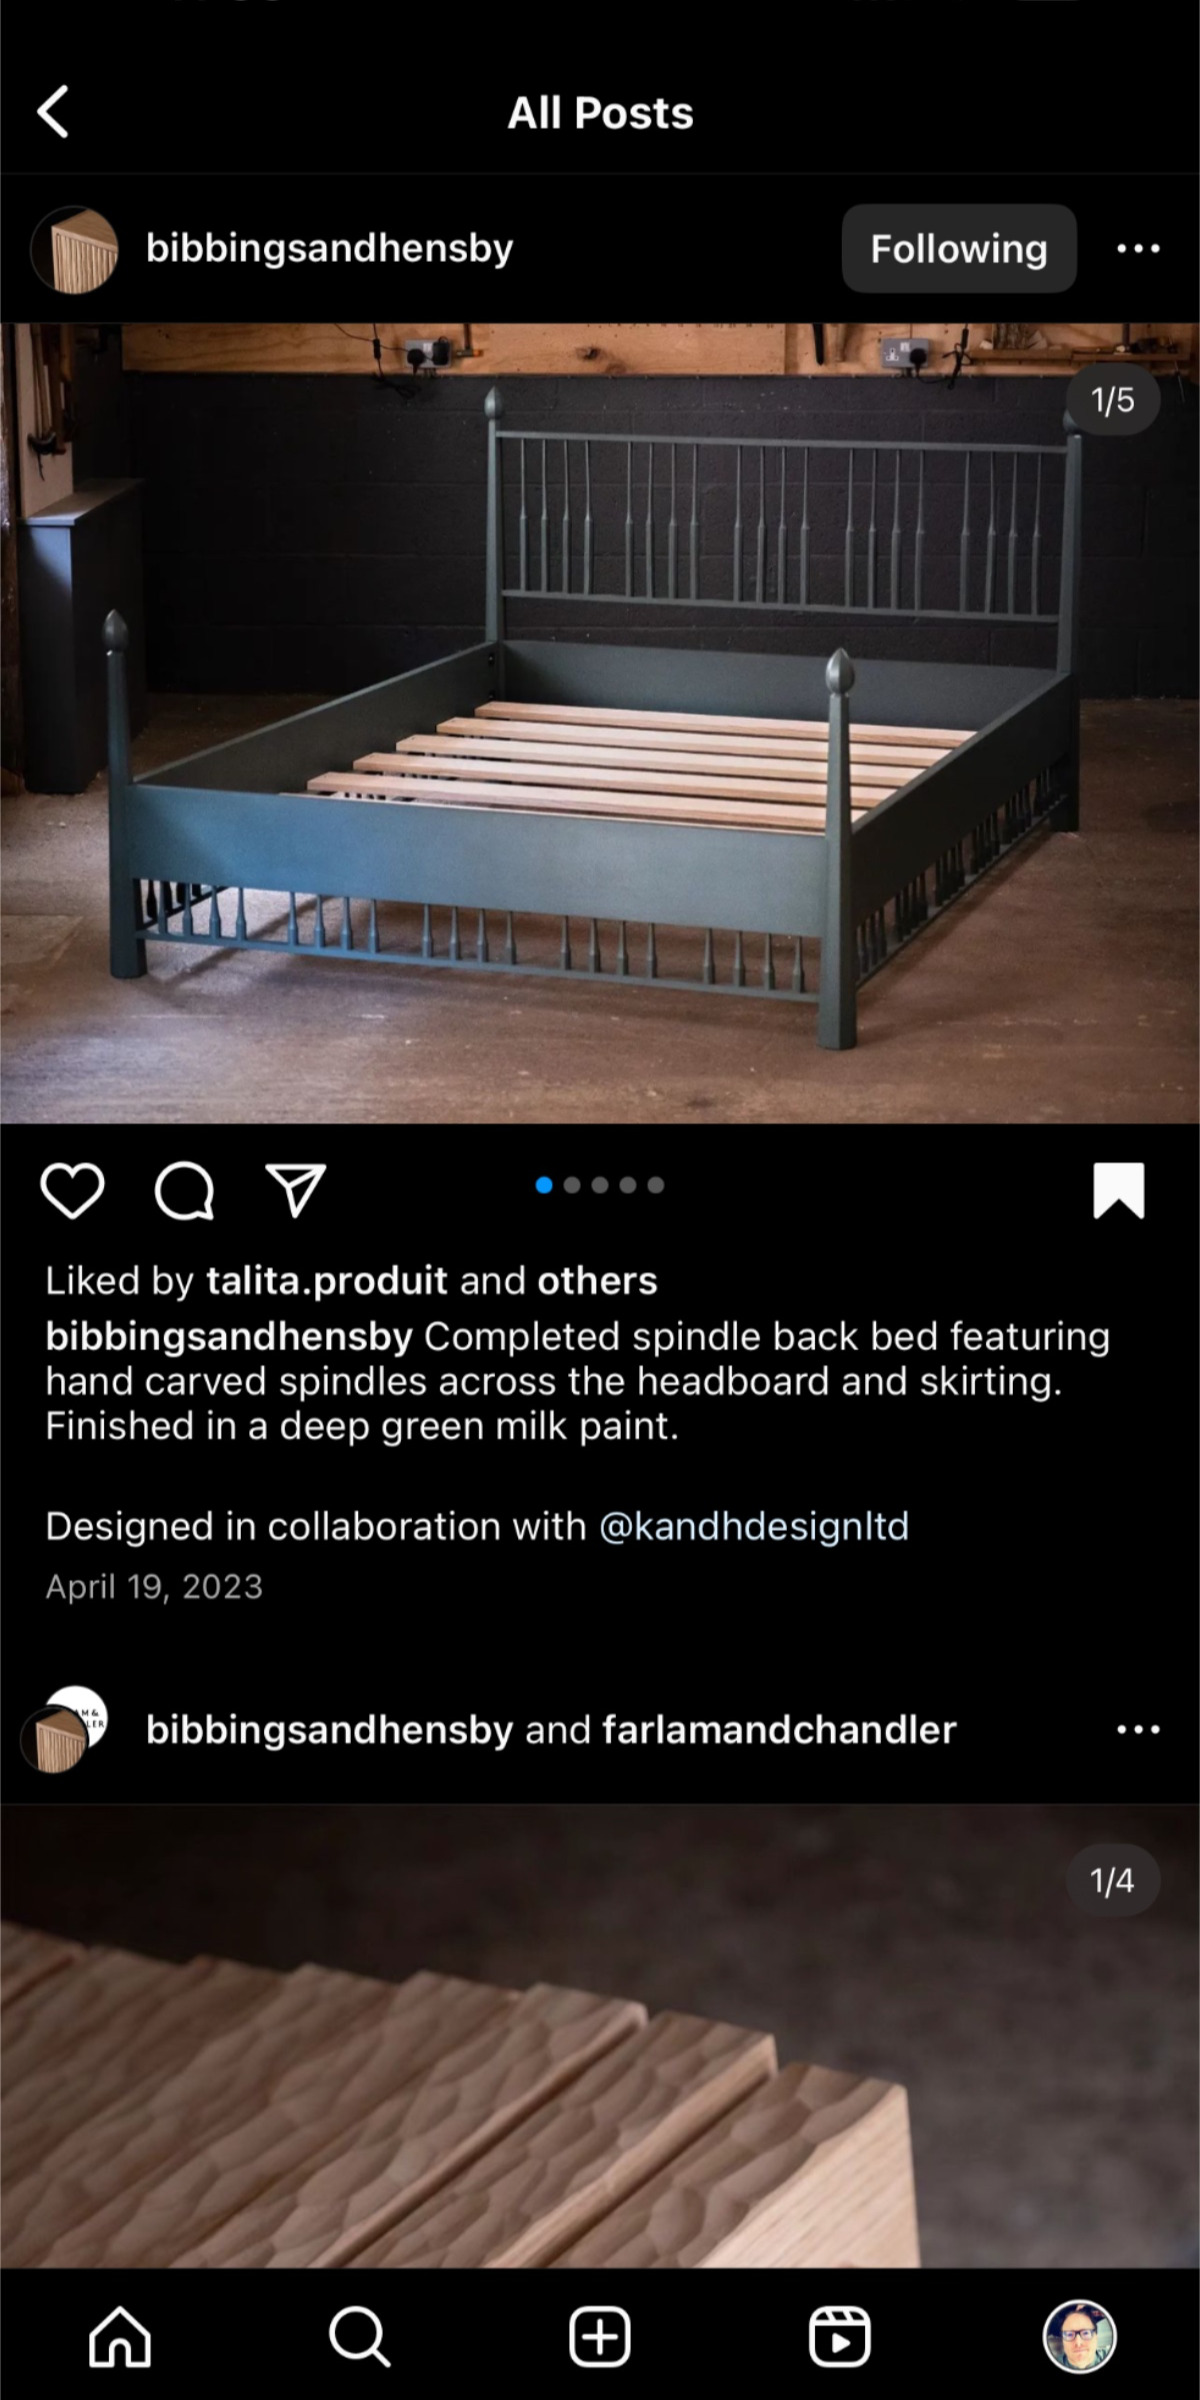 All Posts
bibbingsandhensby
Following
1/5
Liked by talita.produit and others
bibbingsandhensby Completed spindle back bed featuring
hand carved spindles across the headboard and skirting.
Finished in a deep green milk paint.
Designed in collaboration with @kandhdesignltd
April 19, 2023
bibbingsandhensby and farlamandchandler
1/4